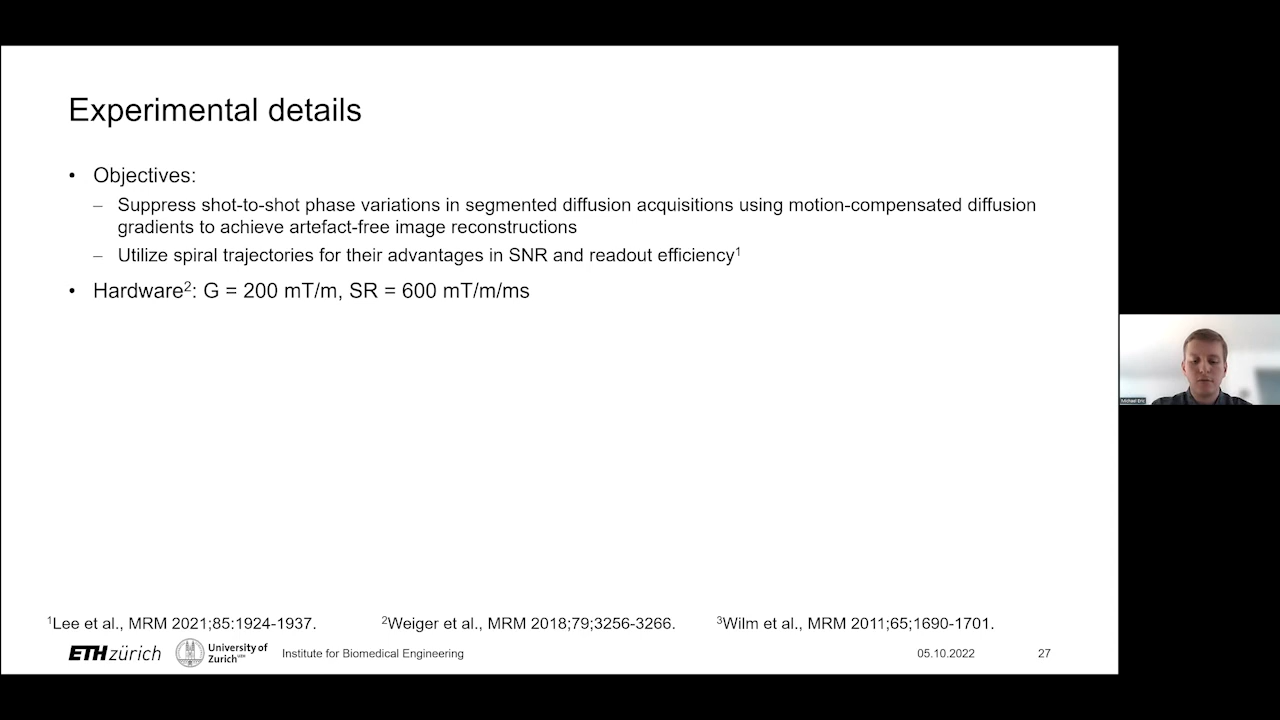 Experimental details
• Objectives:
– Suppress shot-to-shot phase variations in segmented diffusion acquisitions using motion-compensated diffusion
gradients to achieve artefact-free image reconstructions
– Utilize spiral trajectories for their advantages in SNR and readout efficiency¹
• Hardware²: G = 200 mT/m, SR = 600 mT/m/ms
¹Lee et al., MRM 2021;85:1924-1937.
²Weiger et al., MRM 2018;79;3256-3266.
³Wilm et al., MRM 2011;65;1690-1701.
ETH zürich
University of
Zurich
Institute for Biomedical Engineering
05.10.2022
27